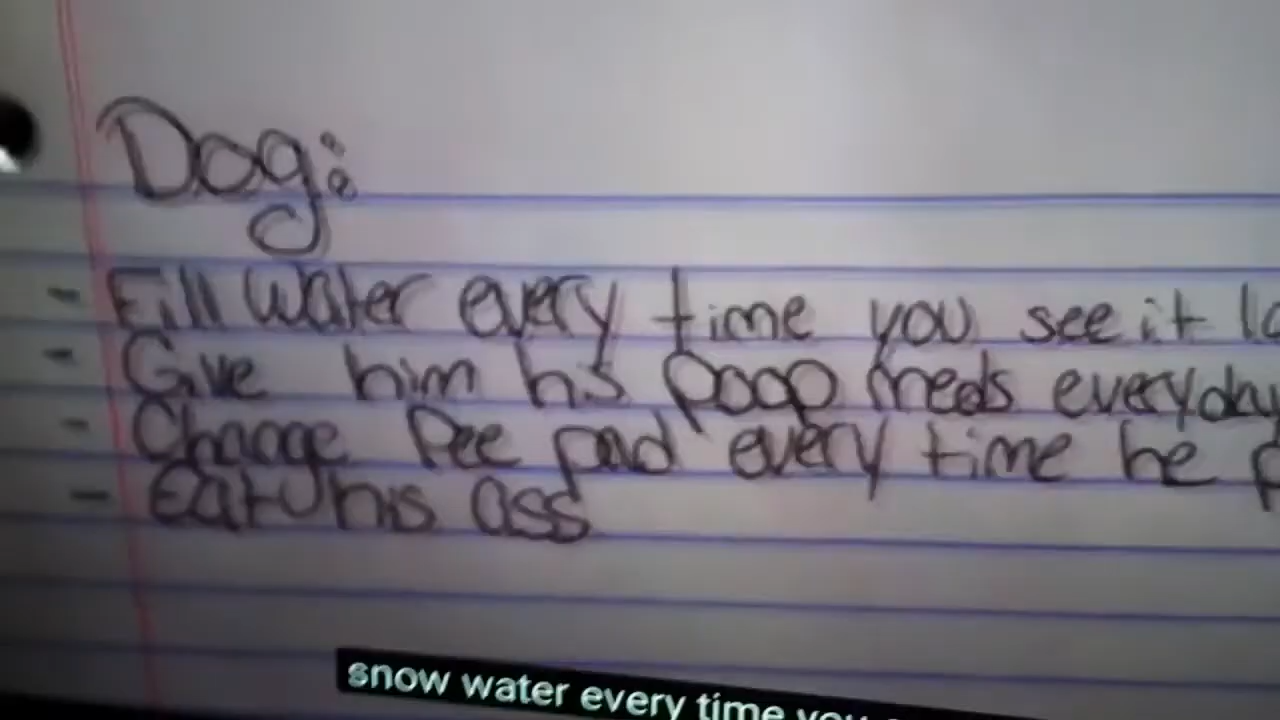 Dog:
- Fill water every time you see it
- Give him his poop meds everyday
- Change Pee pad every time he
- Eat his ass
snow water every time you